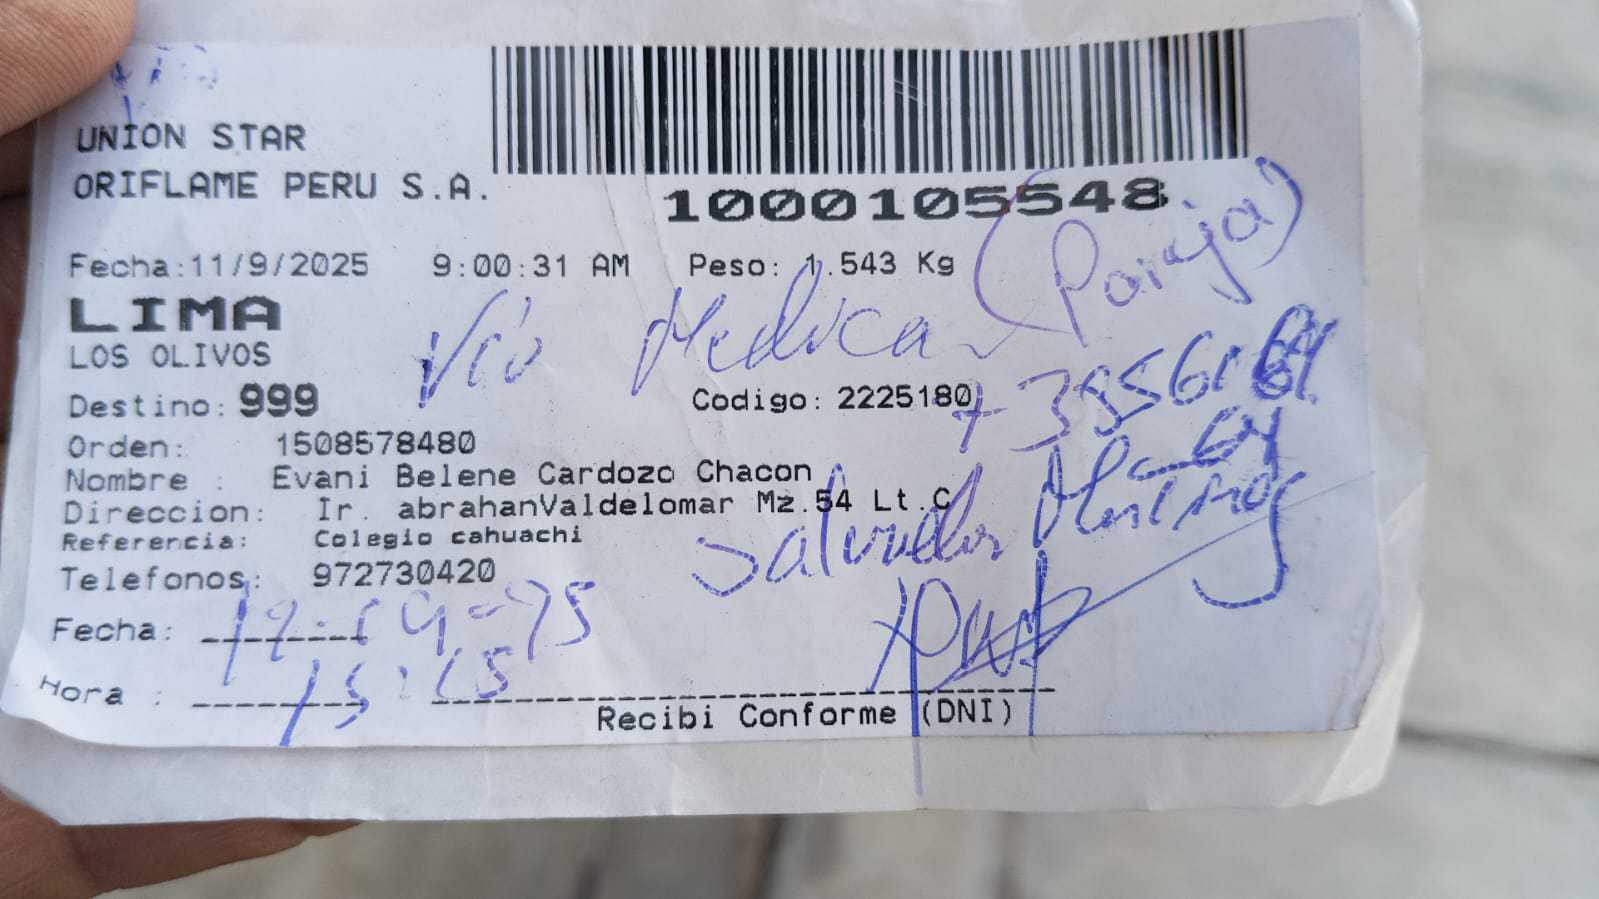 UNION STAR
ORIFLAME PERU S.A.
1000105548
Fecha:11/9/2025 9:00:31 AM Peso: 1.543 Kg
(Pareja)
LIMA
LOS OLIVOS
Destino: 999 Codigo: 2225180
Orden: 1508578480
Nombre : Evani Belene Cardozo Chacon
Direccion: Ir. abrahanValdelomar Mz.54 Lt.C
Referencia: Colegio cahuachi
Telefonos: 972730420
Fecha:
Hora : 15:
Recibi Conforme (DNI)